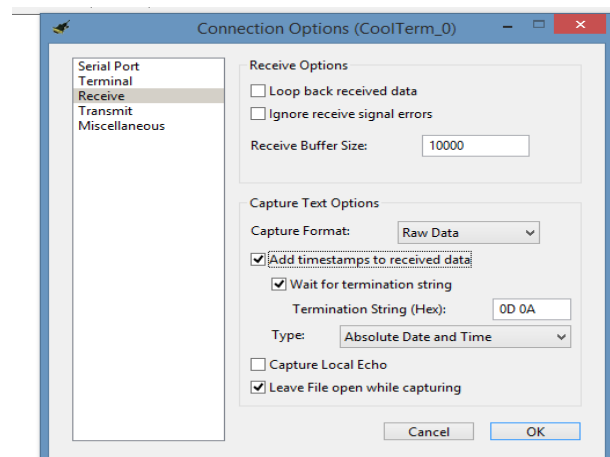 Connection Options (CoolTerm_0)
Serial Port
Terminal
Receive
Transmit
Miscellaneous
Receive Options
Loop back received data
Ignore receive signal errors
Receive Buffer Size: 10000
Capture Text Options
Capture Format: Raw Data
Add timestamps to received data
Wait for termination string
Termination String (Hex): 0D 0A
Type: Absolute Date and Time
Capture Local Echo
Leave File open while capturing
Cancel OK